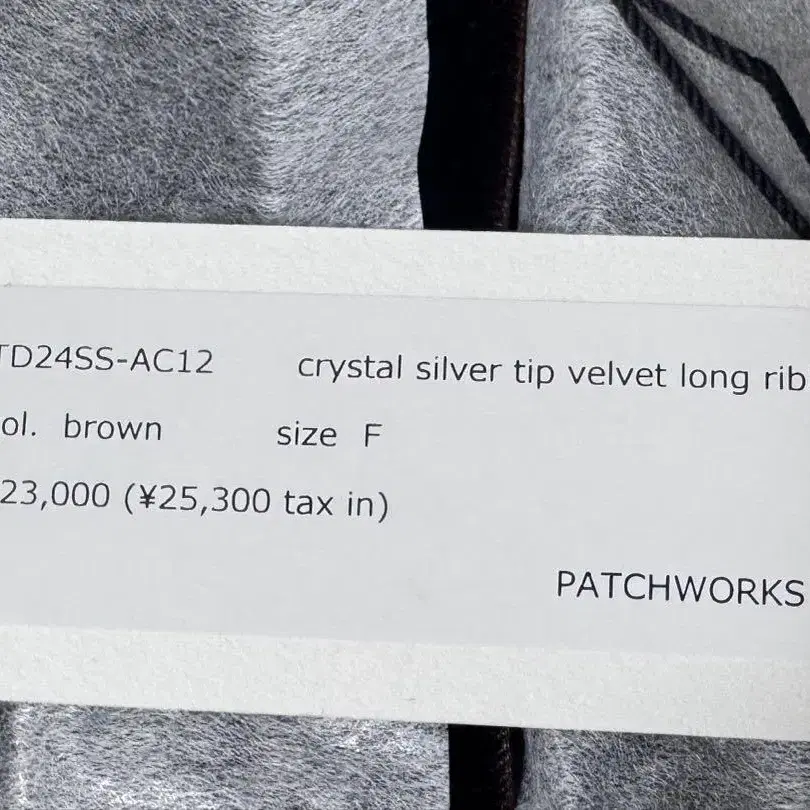 TD24SS-AC12 crystal silver tip velvet long rib
ol. brown size F
23,000 (¥25,300 tax in)
PATCHWORKS